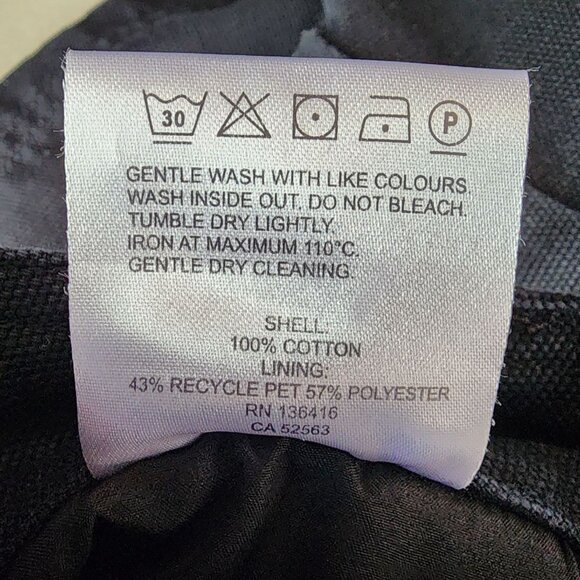 30
P
GENTLE WASH WITH LIKE COLOURS
WASH INSIDE OUT. DO NOT BLEACH.
TUMBLE DRY LIGHTLY.
IRON AT MAXIMUM 110°C.
GENTLE DRY CLEANING.
SHELL:
100% COTTON
LINING:
43% RECYCLE PET 57% POLYESTER
RN 136416
CA 52563